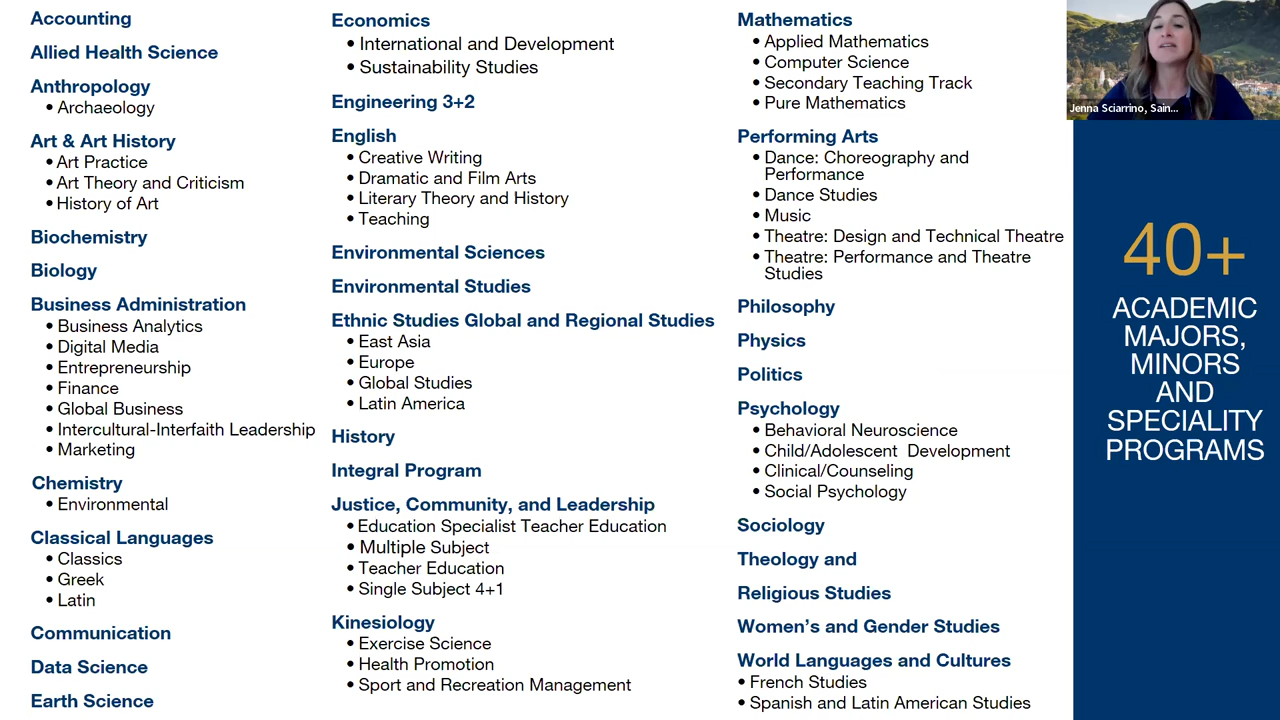 Accounting
Allied Health Science
Anthropology
• Archaeology
Art & Art History
• Art Practice
• Art Theory and Criticism
• History of Art
Biochemistry
Biology
Business Administration
• Business Analytics
• Digital Media
• Entrepreneurship
• Finance
• Global Business
• Intercultural-Interfaith Leadership
• Marketing
Chemistry
• Environmental
Classical Languages
• Classics
• Greek
• Latin
Communication
Data Science
Earth Science
Economics
• International and Development
• Sustainability Studies
Engineering 3+2
English
• Creative Writing
• Dramatic and Film Arts
• Literary Theory and History
• Teaching
Environmental Sciences
Environmental Studies
Ethnic Studies Global and Regional Studies
• East Asia
• Europe
• Global Studies
• Latin America
History
Integral Program
Justice, Community, and Leadership
• Education Specialist Teacher Education
• Multiple Subject
• Teacher Education
• Single Subject 4+1
Kinesiology
• Exercise Science
• Health Promotion
• Sport and Recreation Management
Mathematics
• Applied Mathematics
• Computer Science
• Secondary Teaching Track
• Pure Mathematics
Performing Arts
• Dance: Choreography and
Performance
• Dance Studies
• Music
• Theatre: Design and Technical Theatre
• Theatre: Performance and Theatre
Studies
Philosophy
Physics
Politics
Psychology
• Behavioral Neuroscience
• Child/Adolescent Development
• Clinical/Counseling
• Social Psychology
Sociology
Theology and
Religious Studies
Women's and Gender Studies
World Languages and Cultures
• French Studies
• Spanish and Latin American Studies
Jenna Sciarrino, Sain...
40+
ACADEMIC
MAJORS,
MINORS
AND
SPECIALITY
PROGRAMS